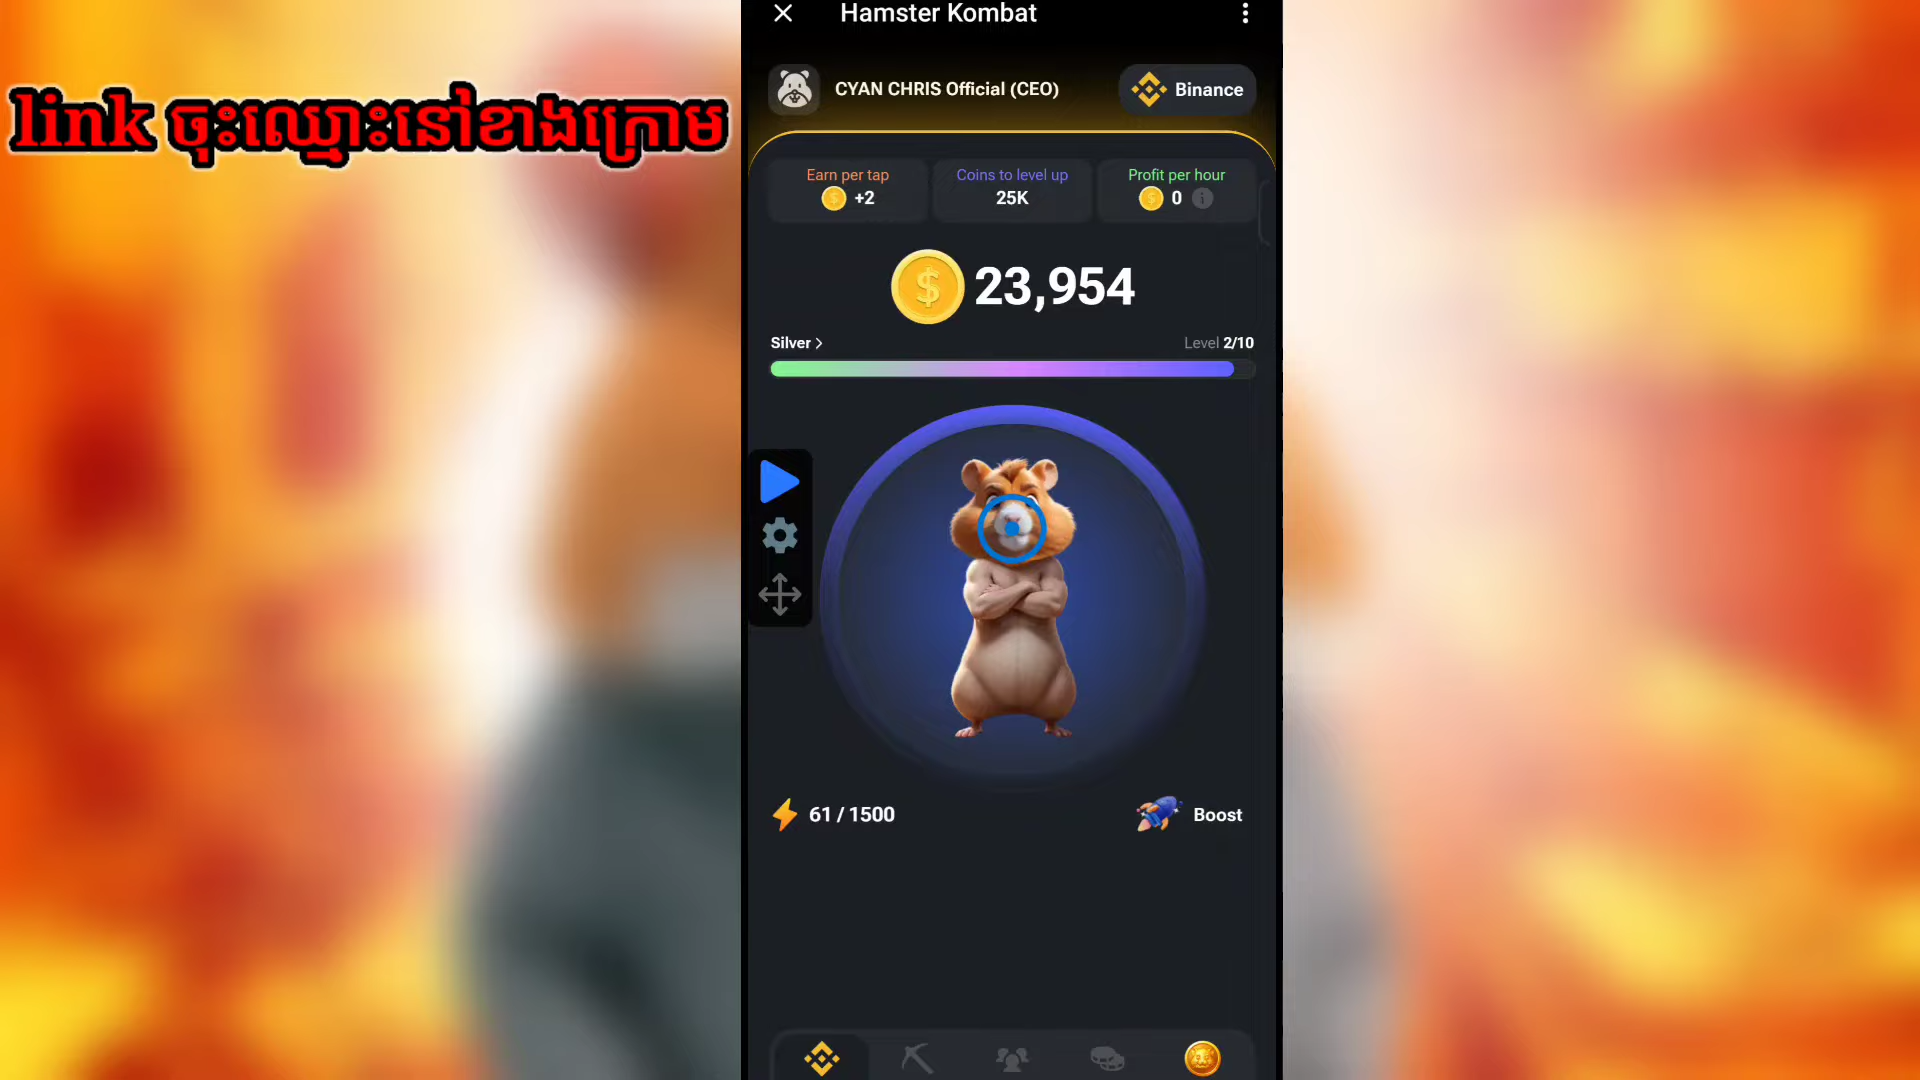 Hamster Kombat
link ចុះឈ្មោះនៅខាងក្រោម
CYAN CHRIS Official (CEO)
Binance
Earn per tap
+2
Coins to level up
25K
Profit per hour
0
23,954
Silver
Level 2/10
61 / 1500
Boost